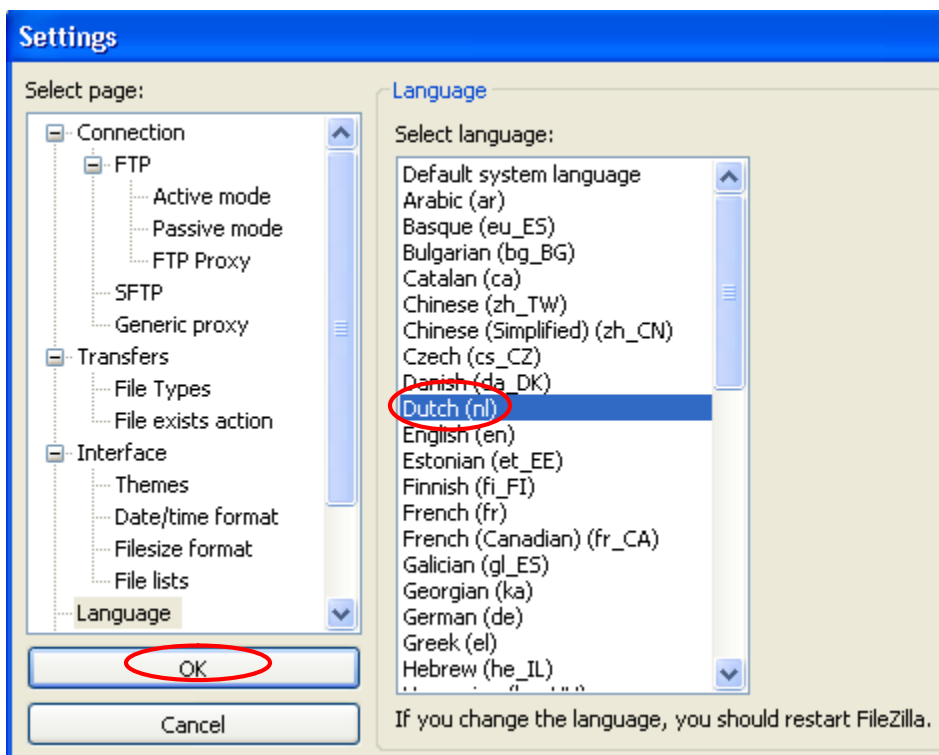 Settings
Select page:
Connection
FTP
Active mode
Passive mode
FTP Proxy
SFTP
Generic proxy
Transfers
File Types
File exists action
Interface
Themes
Date/time format
Filesize format
File lists
Language
OK
Cancel
Language
Select language:
Default system language
Arabic (ar)
Basque (eu_ES)
Bulgarian (bg_BG)
Catalan (ca)
Chinese (zh_TW)
Chinese (Simplified) (zh_CN)
Czech (cs_CZ)
Danish (da_DK)
Dutch (nl)
English (en)
Estonian (et_EE)
Finnish (fi_FI)
French (fr)
French (Canadian) (fr_CA)
Galician (gl_ES)
Georgian (ka)
German (de)
Greek (el)
Hebrew (he_IL)
If you change the language, you should restart FileZilla.